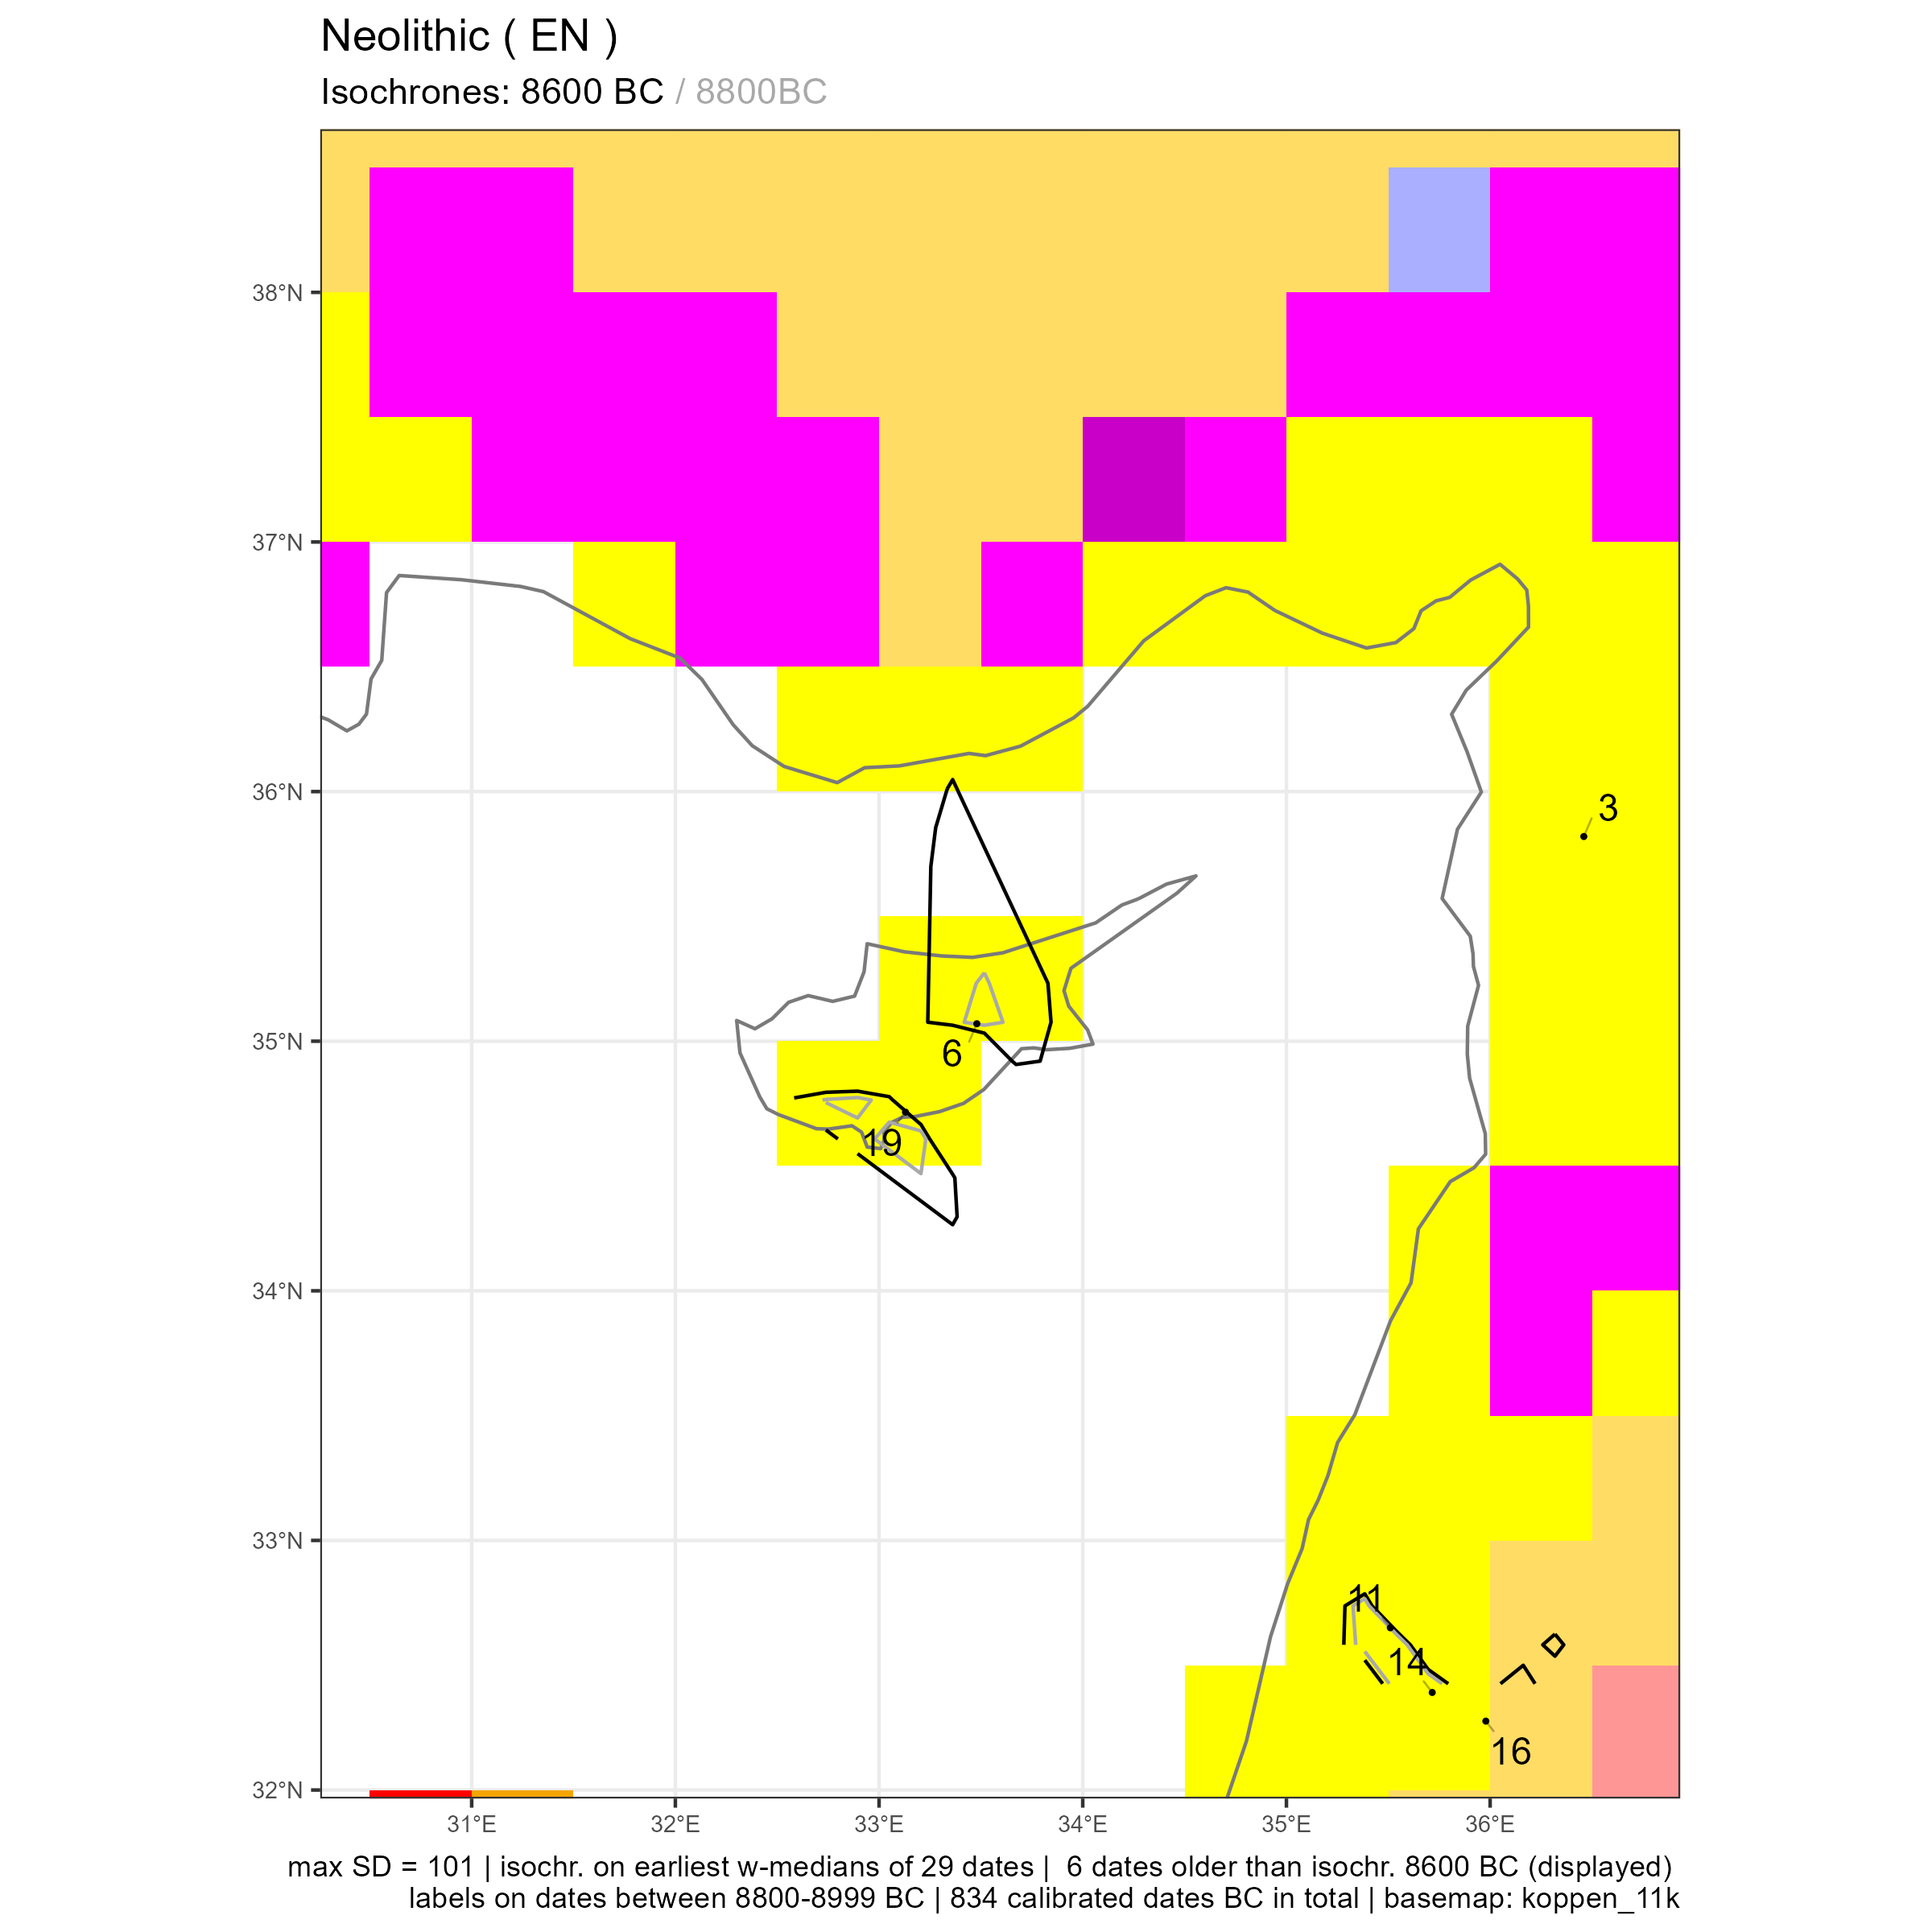 Neolithic ( EN )
Isochrones: 8600 BC / 8800BC
38°N
37°N
36°N
35°N
34°N
33°N
32°N
3
6
19
11
14
16
31°E 32°E 33°E 34°E 35°E 36°E
max SD = 101 | isochr. on earliest w-medians of 29 dates | 6 dates older than isochr. 8600 BC (displayed)
labels on dates between 8800-8999 BC | 834 calibrated dates BC in total | basemap: koppen_11k